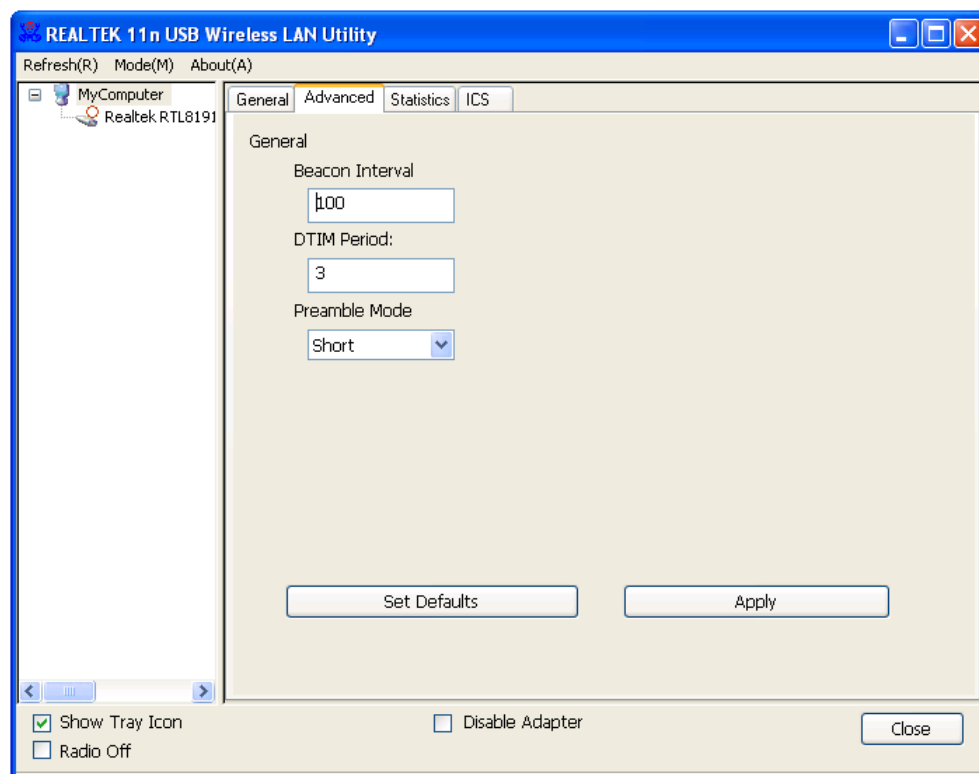 REALTEK 11n USB Wireless LAN Utility
Refresh(R) Mode(M) About(A)
MyComputer
Realtek RTL8191
General Advanced Statistics ICS
General
Beacon Interval
100
DTIM Period:
3
Preamble Mode
Short
Set Defaults Apply
Show Tray Icon
Disable Adapter
Close
Radio Off